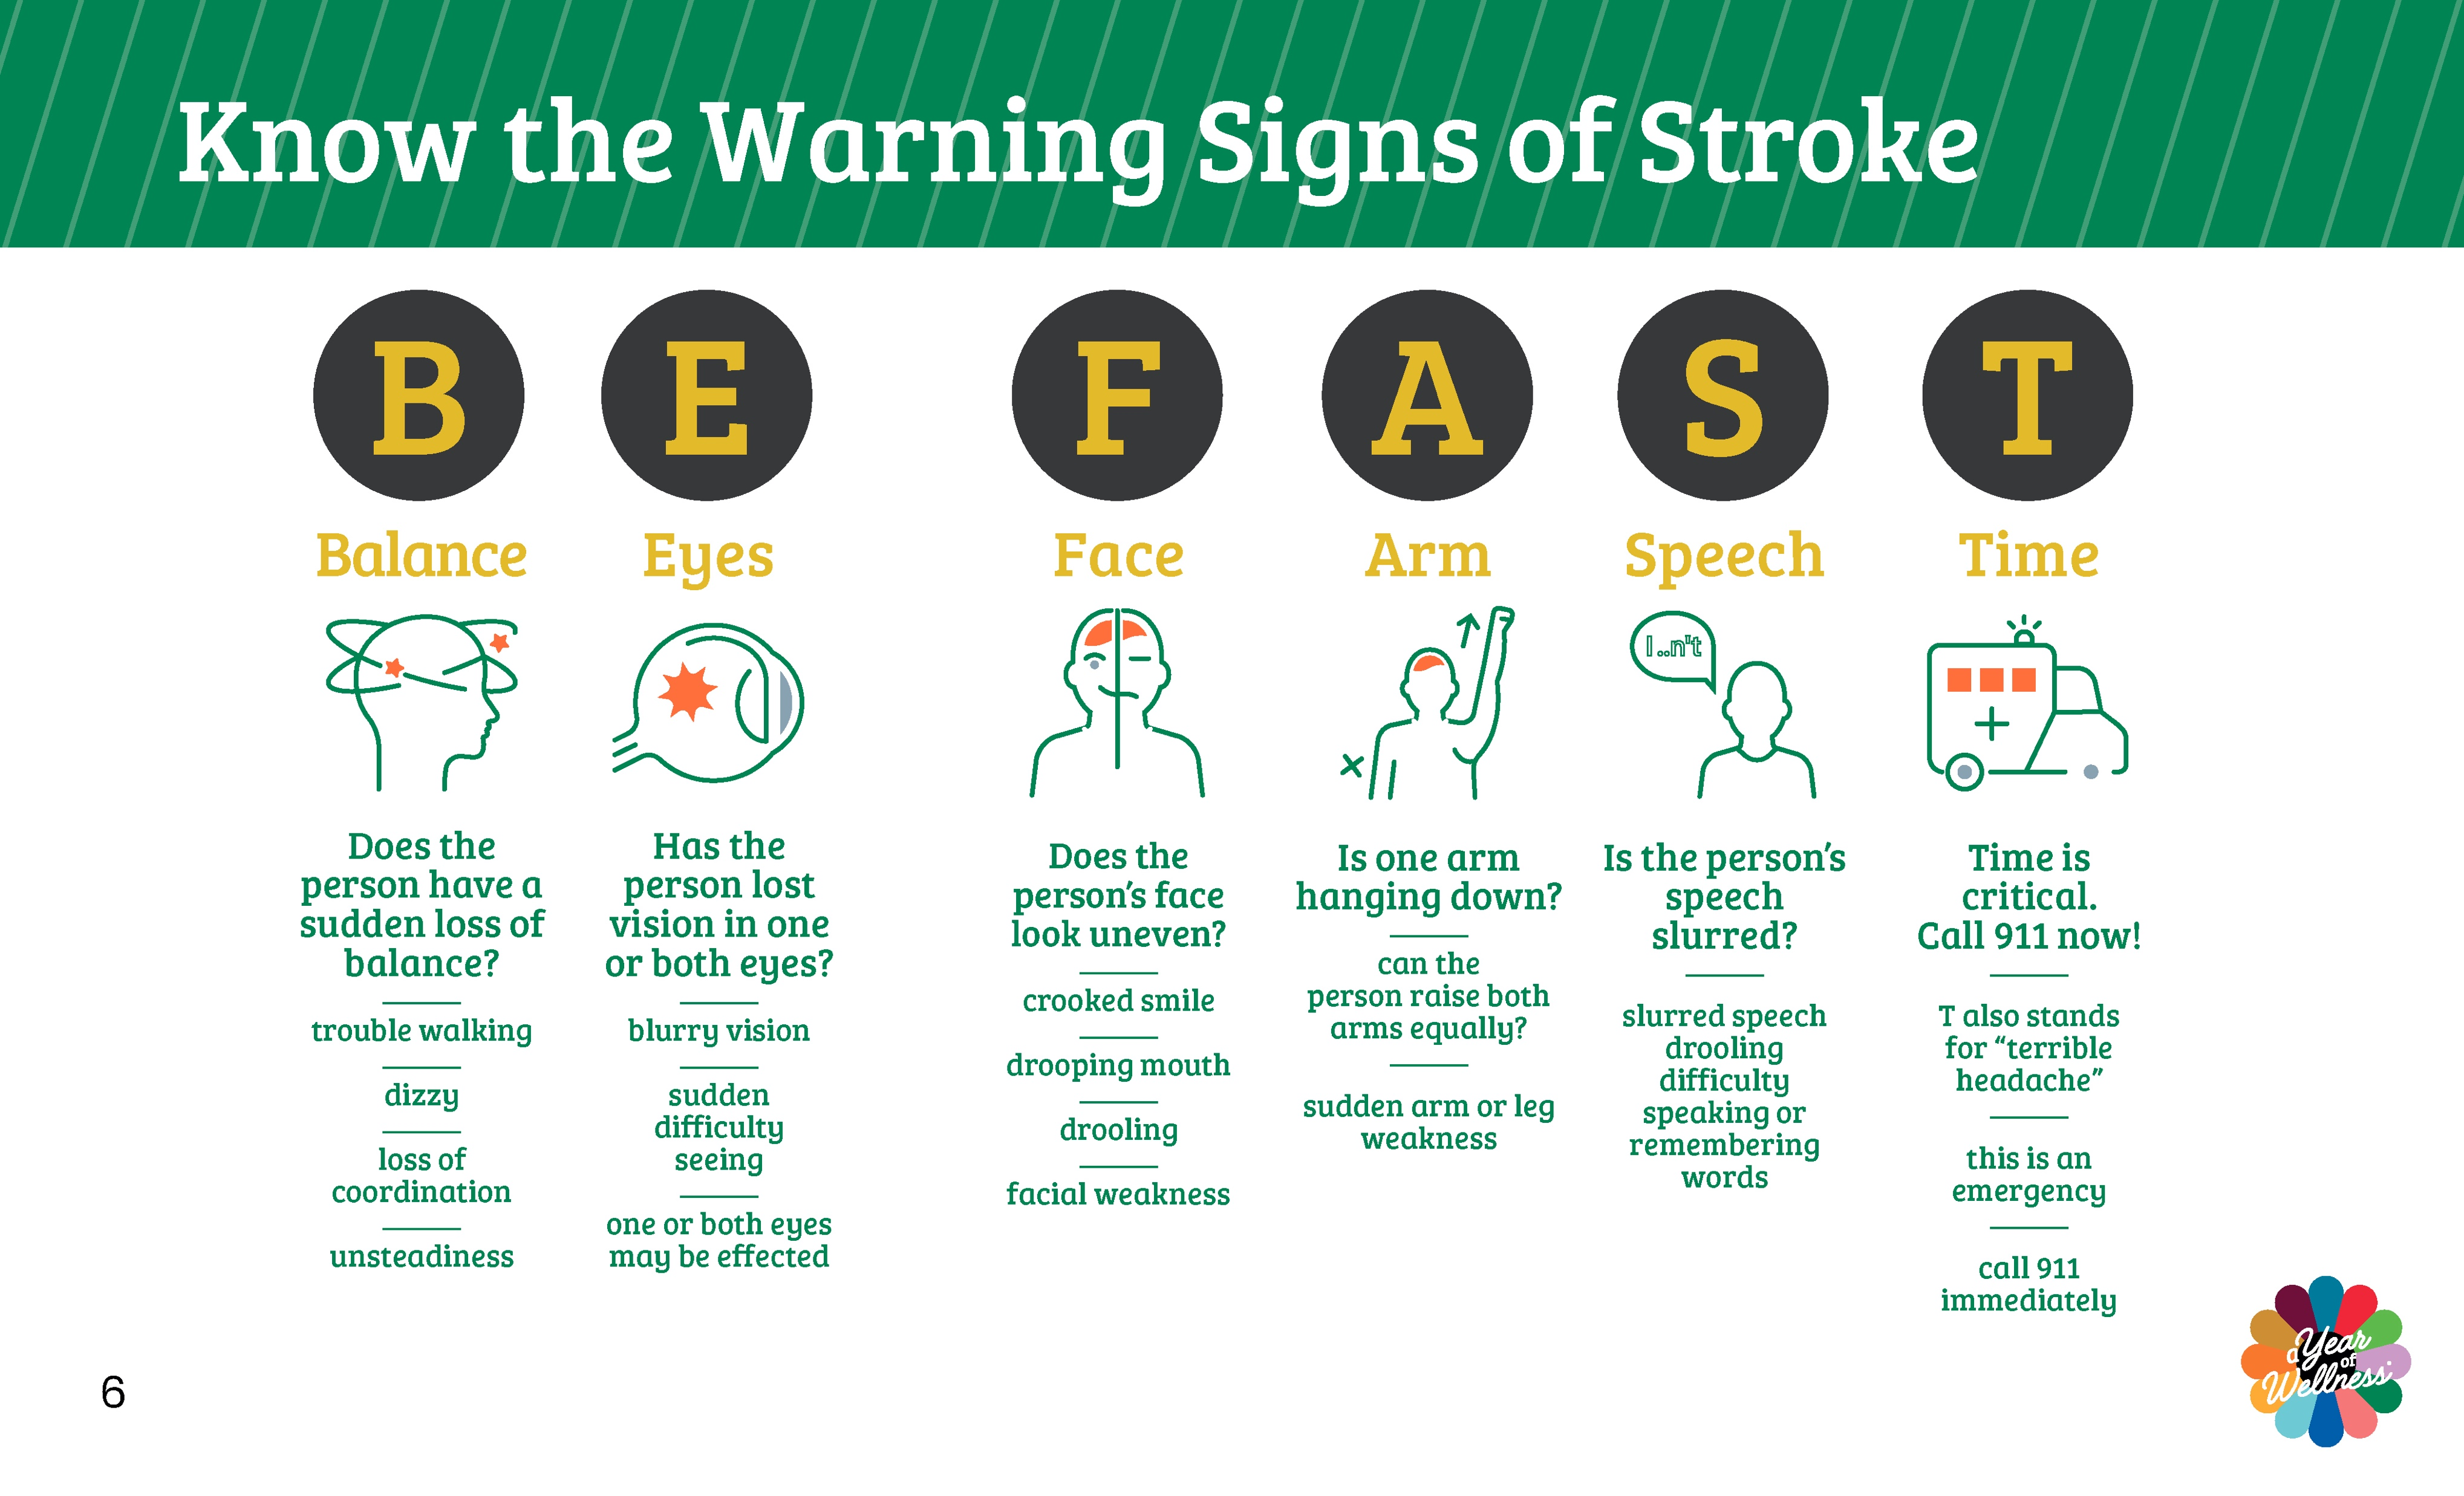 Know the Warning Signs of Stroke
B
E
F
A
S
T
Balance
Eyes
Face
Arm
Speech
Time
I ..n't
Does the
person have a
sudden loss of
balance?
trouble walking
dizzy
loss of
coordination
unsteadiness
Has the
person lost
vision in one
or both eyes?
blurry vision
sudden
difficulty
seeing
one or both eyes
may be effected
Does the
person's face
look uneven?
crooked smile
drooping mouth
drooling
facial weakness
Is one arm
hanging down?
can the
person raise both
arms equally?
sudden arm or leg
weakness
Is the person's
speech
slurred?
slurred speech
drooling
difficulty
speaking or
remembering
words
Time is
critical.
Call 911 now!
T also stands
for “terrible
headache”
this is an
emergency
call 911
immediately
6
a Year
of
Wellness